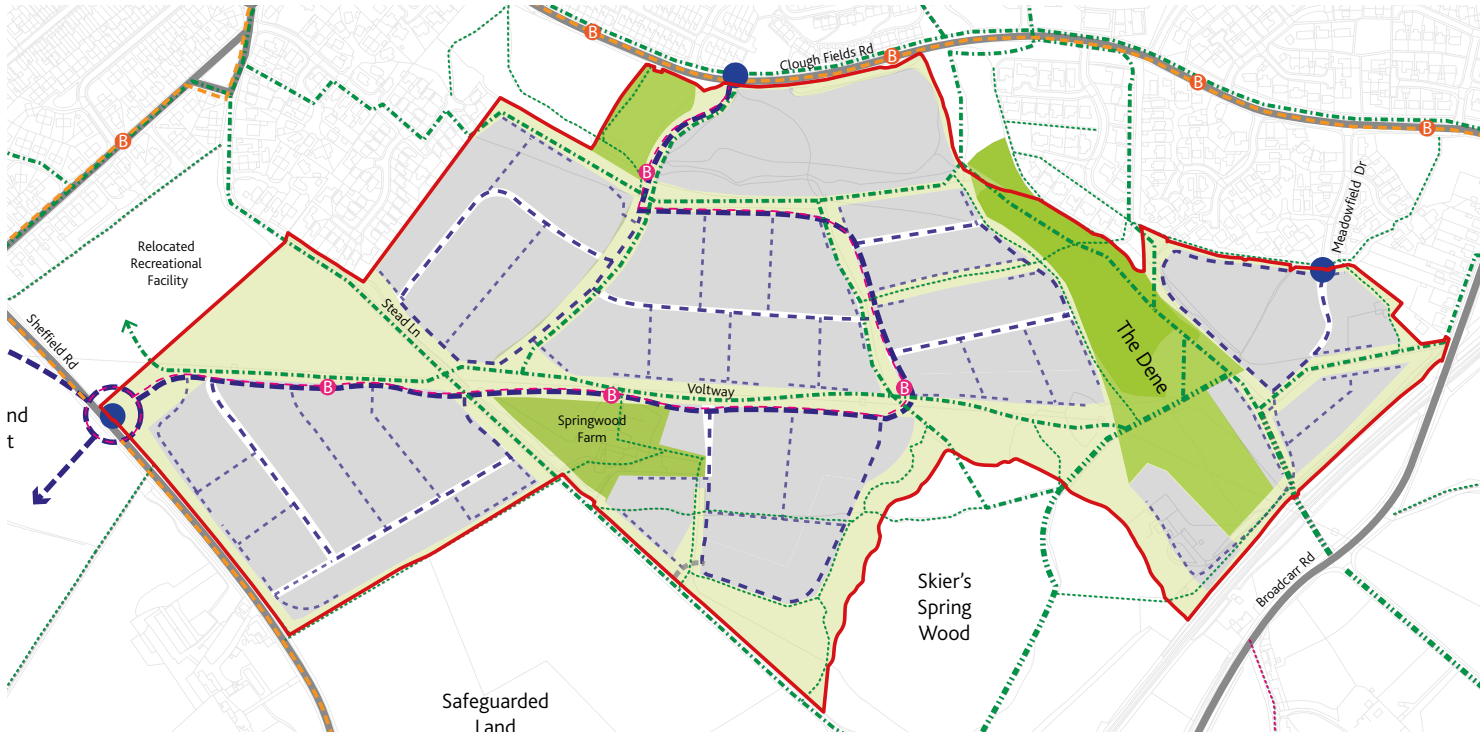 B
Clough Fields Rd
B
B
B
B
B
Meadowfield Dr
Relocated
Recreational
Facility
Sheffield Rd
Stead Ln
The Dene
nd
t
B
B
Voltway
B
Springwood
Farm
Skier's
Spring
Wood
Broadcarr Rd
Safeguarded
Land